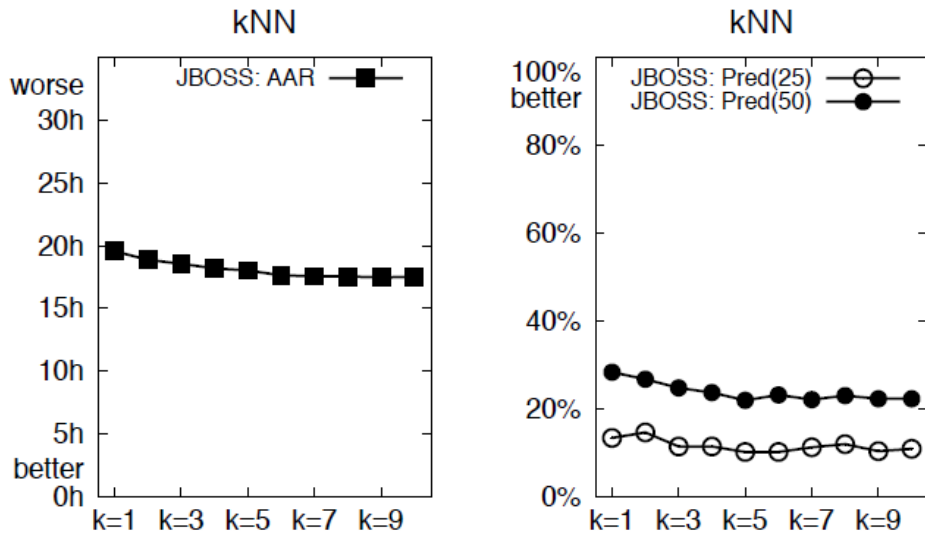 kNN
worse
JBOSS: AAR
30h
25h
20h
15h
10h
5h
better
0h
k=1 k=3 k=5 k=7 k=9
kNN
100%
better
JBOSS: Pred(25)
JBOSS: Pred(50)
80%
60%
40%
20%
0%
k=1 k=3 k=5 k=7 k=9